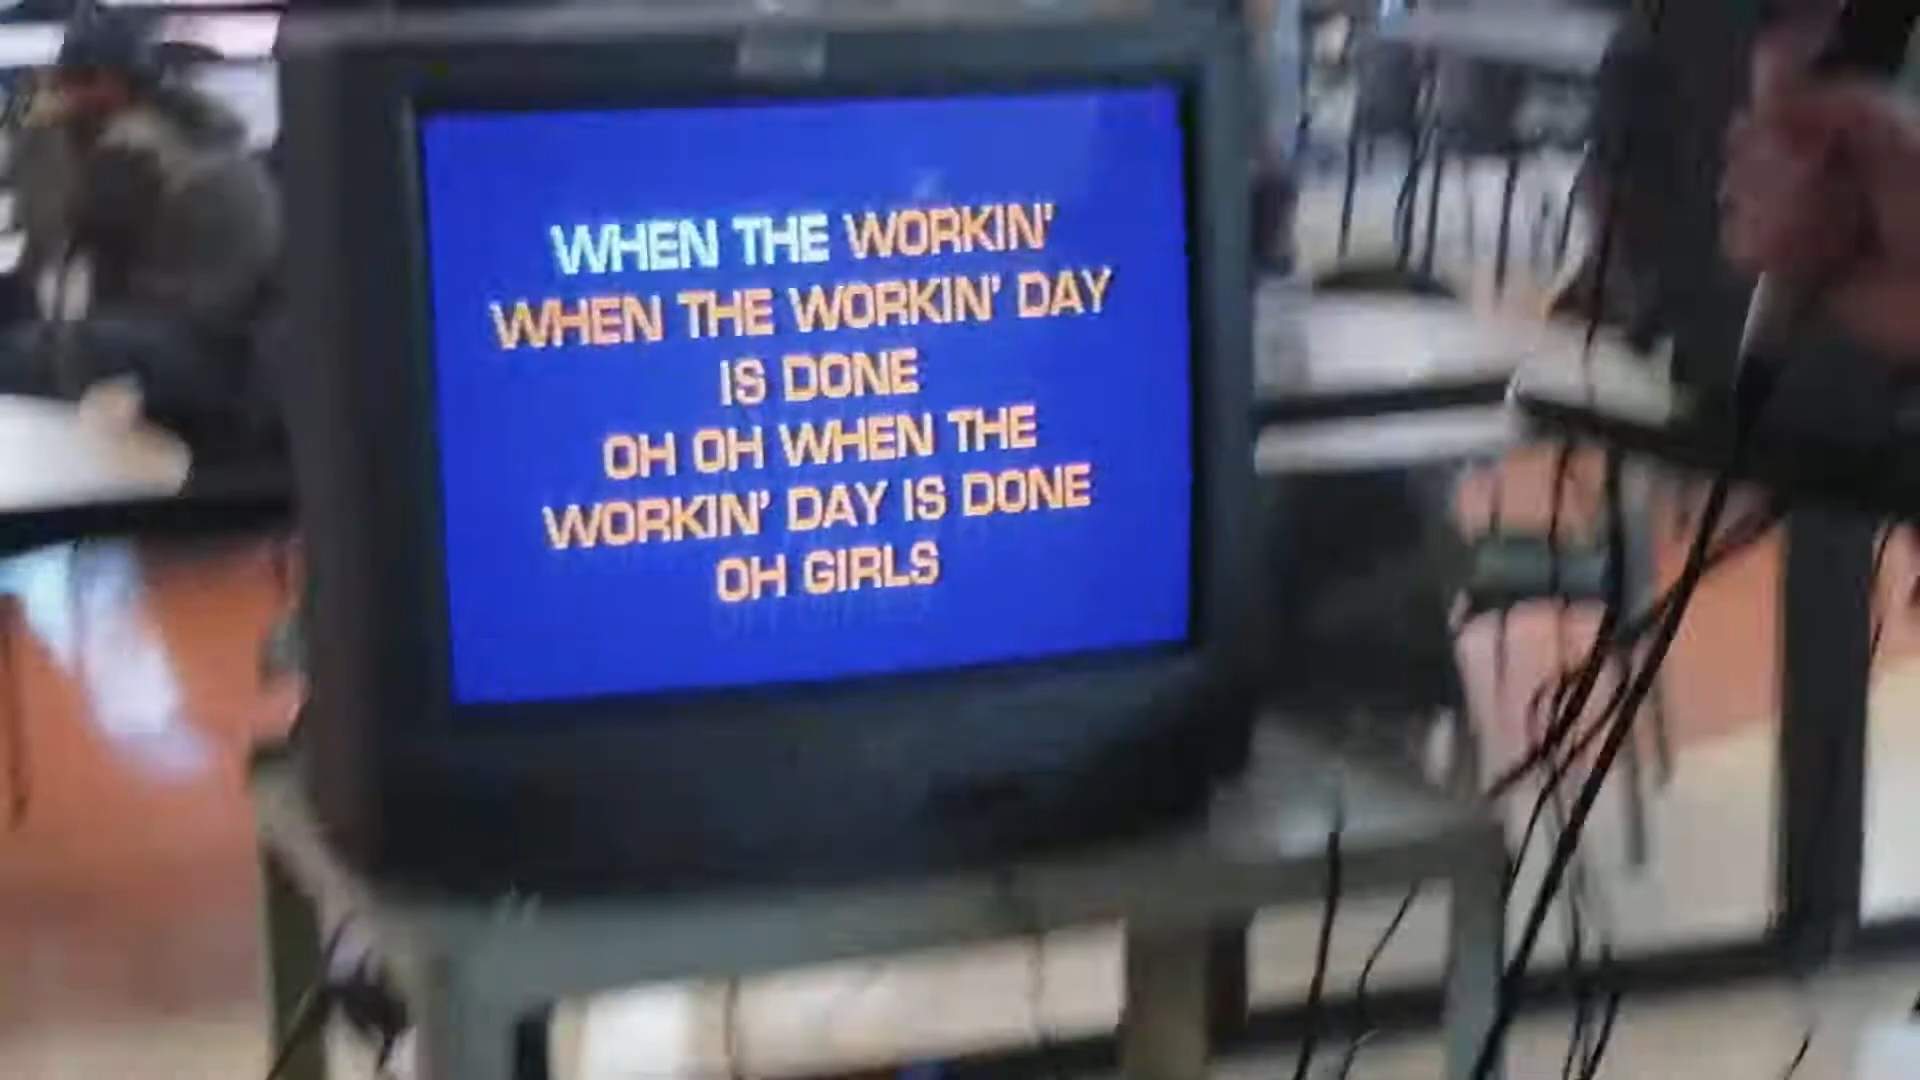 WHEN THE WORKIN'
WHEN THE WORKIN' DAY
IS DONE
OH OH WHEN THE
WORKIN' DAY IS DONE
OH GIRLS